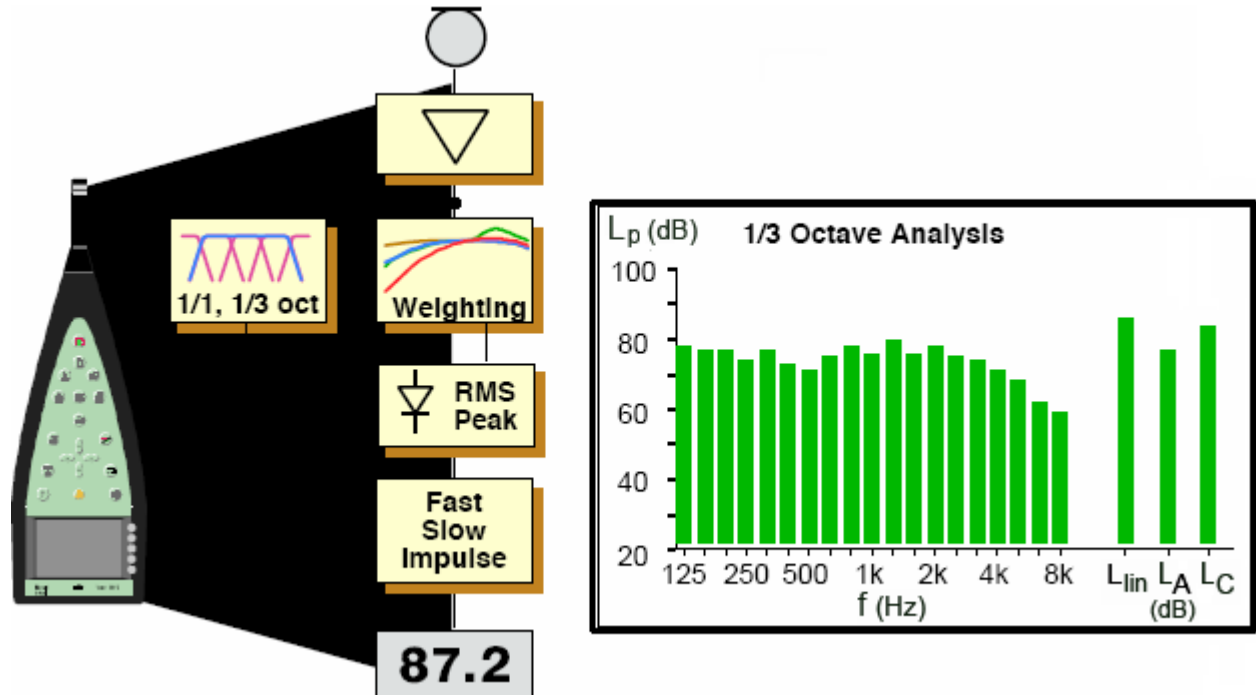 1/1, 1/3 oct
Weighting
RMS
Peak
Fast
Slow
Impulse
87.2
Lp (dB) 1/3 Octave Analysis
100
80
60
40
20
125 250 500 1k 2k 4k 8k Llin LA LC
f (Hz) (dB)